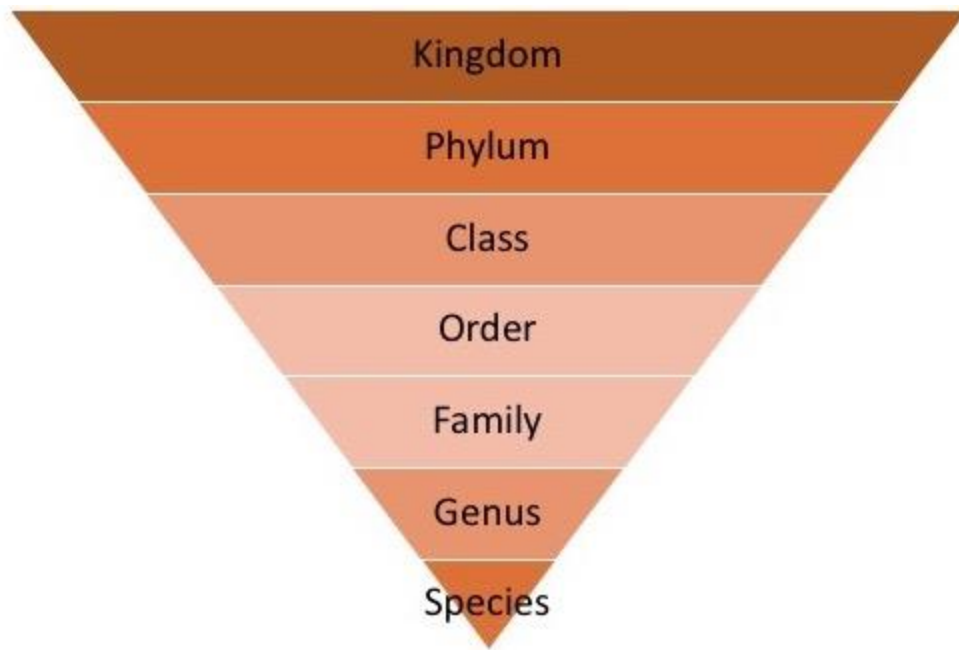 Kingdom
Phylum
Class
Order
Family
Genus
Species